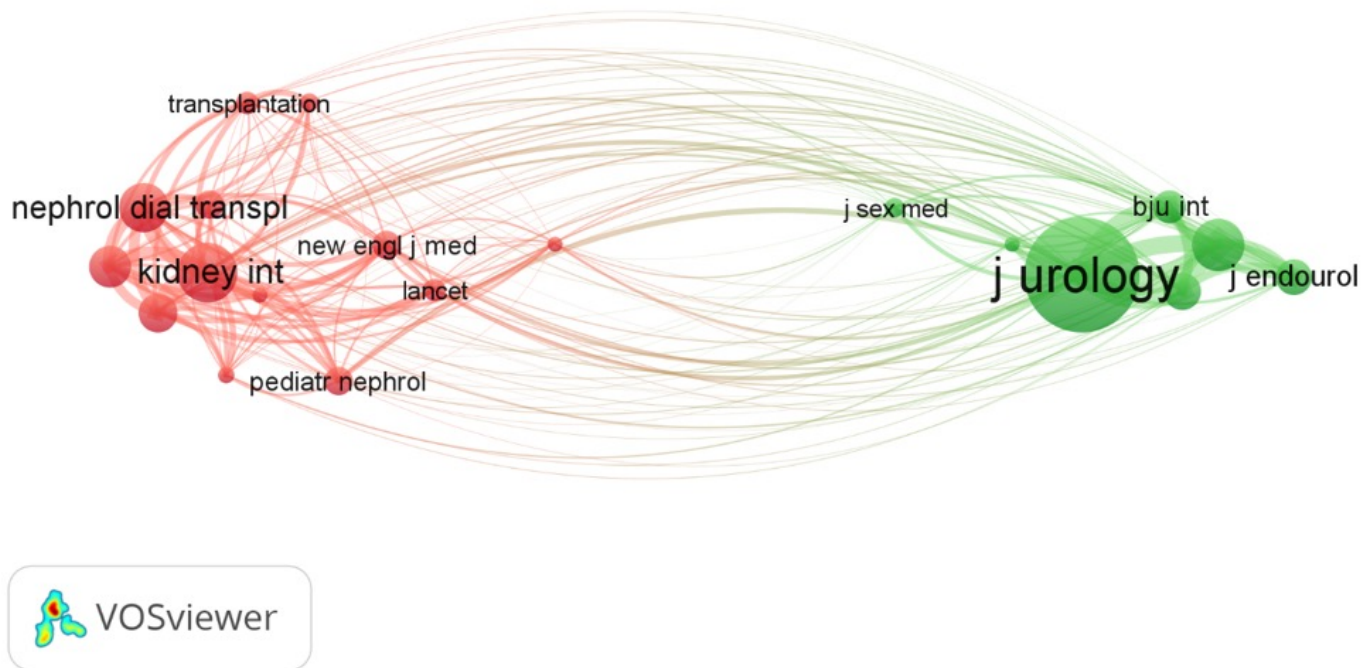 transplantation
nephrol dial transpl
bju int
j sex med
new engl j med
kidney int
j urology
j endourol
lancet
pediatr nephrol
VOSviewer